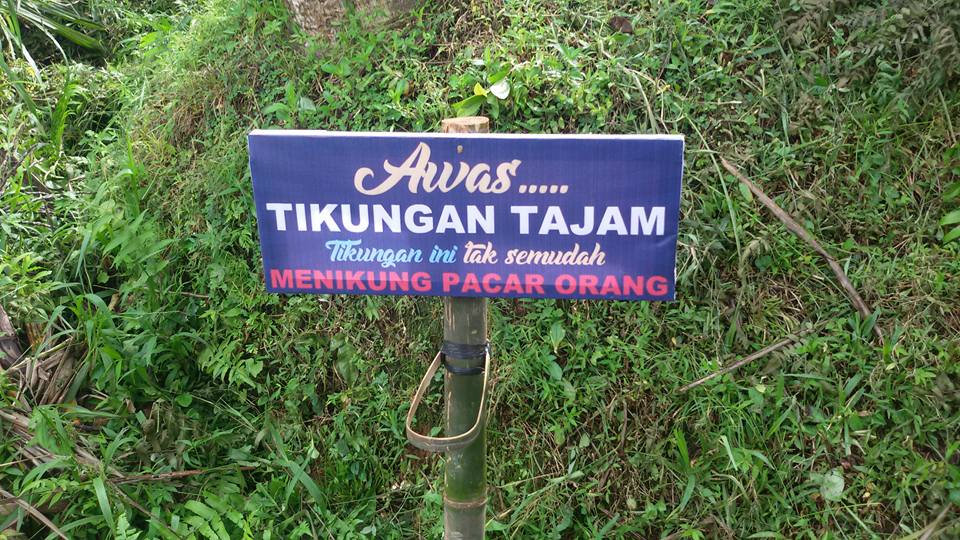 Awas.....
TIKUNGAN TAJAM
Tikungan ini tak semudah
MENIKUNG PACAR ORANG